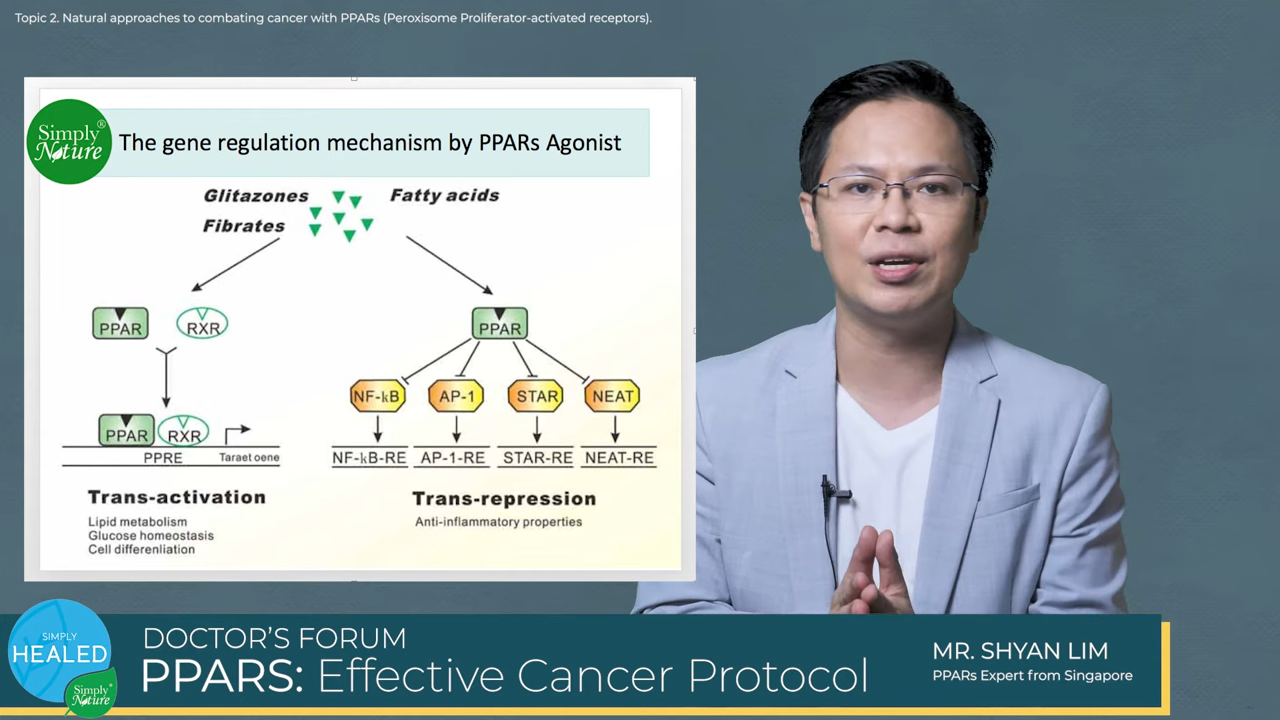 Topic 2. Natural approaches to combating cancer with PPARs (Peroxisome Proliferator-activated receptors).
Simply®
Nature
The gene regulation mechanism by PPARs Agonist
Glitazones
Fatty acids
Fibrates
PPAR
RXR
PPAR
RXR
PPRE
Taraet oene
Trans-activation
Lipid metabolism
Glucose homeostasis
Cell differenliation
PPAR
NF-kB
AP-1
STAR
NEAT
NF-kB-RE
AP-1-RE
STAR-RE
NEAT-RE
Trans-repression
Anti-inflammatory properties
SIMPLY
HEALED
Simply
Nature
DOCTOR'S FORUM
PPARS: Effective Cancer Protocol
MR. SHYAN LIM
PPARs Expert from Singapore